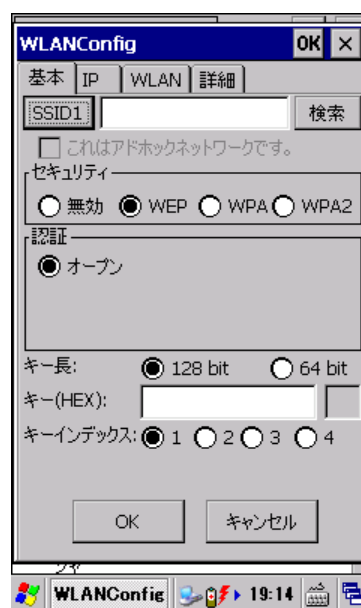 WLANConfig OK ×
基本 IP WLAN 詳細
SSID1 検索
これはアドホックネットワークです。
セキュリティ
無効 WEP WPA WPA2
認証
オープン
キー長: 128 bit 64 bit
キー(HEX):
キーインデックス: 1 2 3 4
OK キャンセル
WLANConfig 19:14